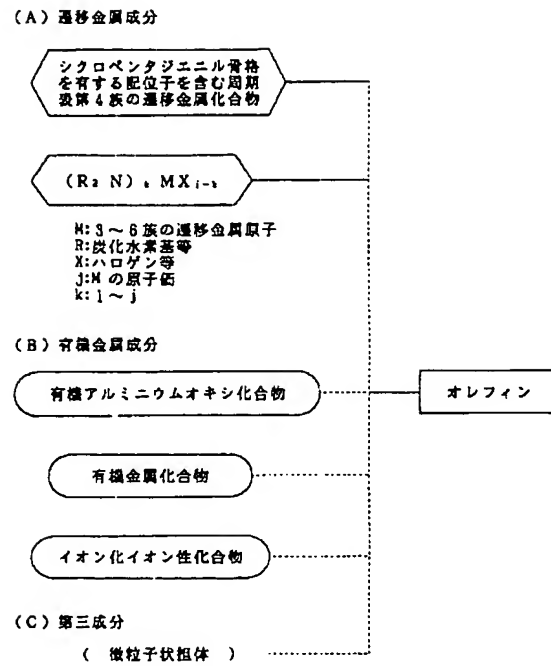 (A) 遷移金属成分
シクロペンタジエニル骨格
を有する配位子を含む周期
表第4族の遷移金属化合物
(R₂N)ₖMXⱼ₋ₖ
M:3～6族の遷移金属原子
R:炭化水素基等
X:ハロゲン等
j:Mの原子価
k:1～j
(B) 有機金属成分
有機アルミニウムオキシ化合物
オレフィン
有機金属化合物
イオン化イオン性化合物
(C) 第三成分
( 微粒子状担体 )